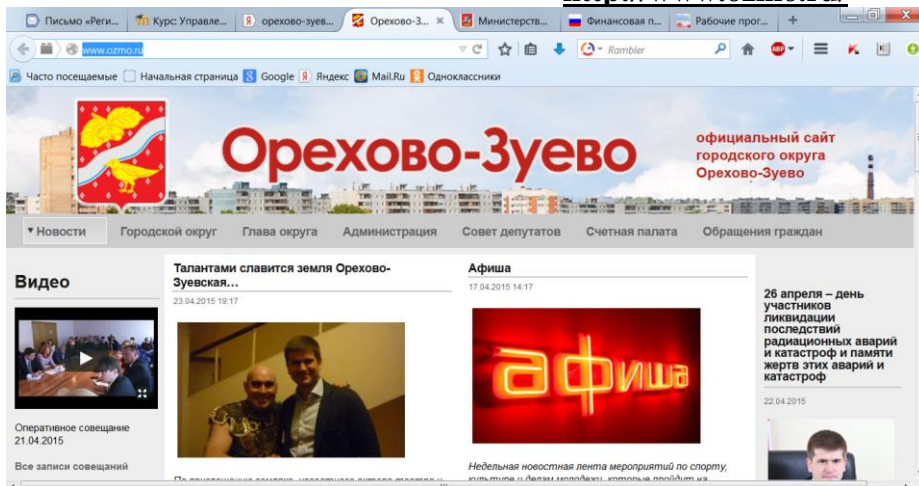 Письмо «Реги...
Курс: Управле...
орехово-зуев...
Орехово-З...
Министерств...
Финансовая п...
Рабочие прог...
www.ozmo.ru
Rambler
Часто посещаемые
Начальная страница
Google
Яндекс
Mail.Ru
Одноклассники
Орехово-Зуево
официальный сайт
городского округа
Орехово-Зуево
Новости
Городской округ
Глава округа
Администрация
Совет депутатов
Счетная палата
Обращения граждан
Видео
Оперативное совещание
21.04.2015
Все записи совещаний
Талантами славится земля Орехово-
Зуевская...
23.04.2015 19:17
Афиша
17.04.2015 14:17
афиша
Недельная новостная лента мероприятий по спорту,
культуре и делам молодежи, которые пройдут на
26 апреля – день
участников
ликвидации
последствий
радиационных аварий
и катастроф и памяти
жертв этих аварий и
катастроф
22.04.2015